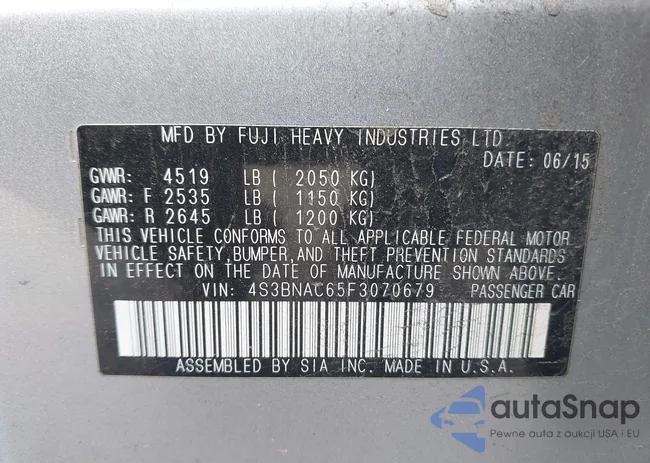 MFD BY FUJI HEAVY INDUSTRIES LTD
DATE: 06/15
GVWR: 4519 LB ( 2050 KG)
GAWR: F 2535 LB ( 1150 KG)
GAWR: R 2645 LB ( 1200 KG)
THIS VEHICLE CONFORMS TO ALL APPLICABLE FEDERAL MOTOR
VEHICLE SAFETY,BUMPER,AND THEFT PREVENTION STANDARDS
IN EFFECT ON THE DATE OF MANUFACTURE SHOWN ABOVE.
VIN: 4S3BNAC65F3070679 PASSENGER CAR
ASSEMBLED BY SIA INC. MADE IN U.S.A.
autaSnap
Pewne auta z aukcji USA - EU